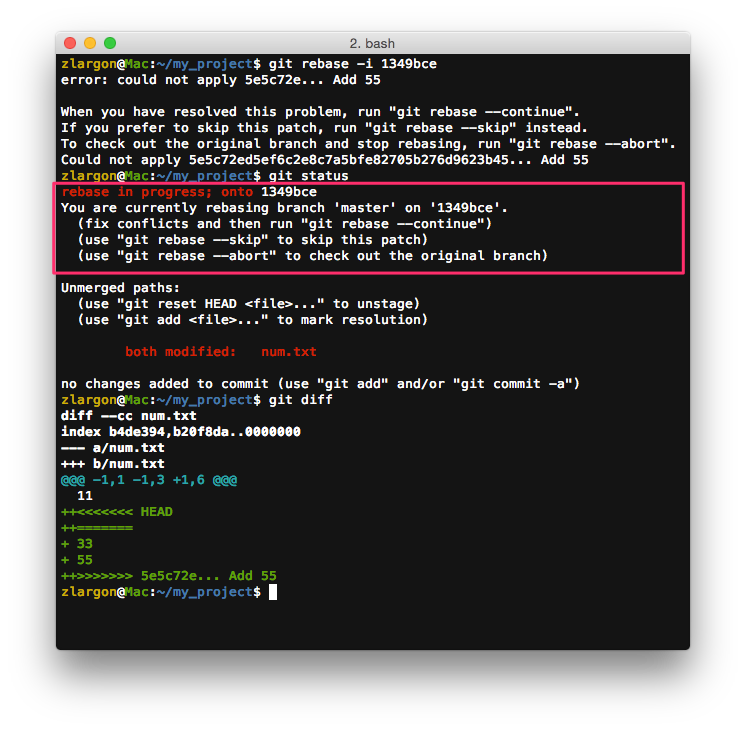 2. bash
zlargon@Mac:~/my_project$ git rebase -i 1349bce
error: could not apply 5e5c72e... Add 55
When you have resolved this problem, run "git rebase --continue".
If you prefer to skip this patch, run "git rebase --skip" instead.
To check out the original branch and stop rebasing, run "git rebase --abort".
Could not apply 5e5c72ed5ef6c2e8c7a5bfe82705b276d9623b45... Add 55
zlargon@Mac:~/my_project$ git status
rebase in progress; onto 1349bce
You are currently rebasing branch 'master' on '1349bce'.
  (fix conflicts and then run "git rebase --continue")
  (use "git rebase --skip" to skip this patch)
  (use "git rebase --abort" to check out the original branch)
Unmerged paths:
  (use "git reset HEAD <file>..." to unstage)
  (use "git add <file>..." to mark resolution)
        both modified:   num.txt
no changes added to commit (use "git add" and/or "git commit -a")
zlargon@Mac:~/my_project$ git diff
diff --cc num.txt
index b4de394,b20f8da..0000000
--- a/num.txt
+++ b/num.txt
@@@ -1,1 -1,3 +1,6 @@@
  11
++<<<<<<< HEAD
++=======
+ 33
+ 55
++>>>>>>> 5e5c72e... Add 55
zlargon@Mac:~/my_project$